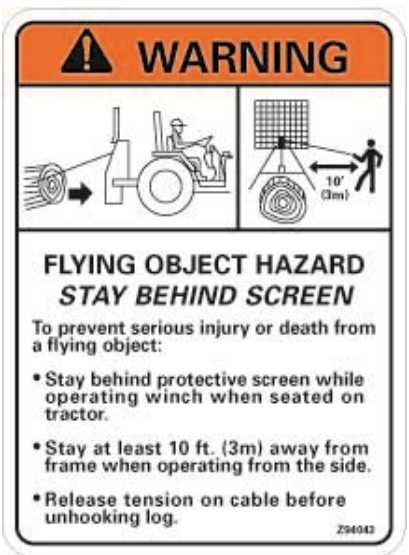 WARNING
10'
(3m)
FLYING OBJECT HAZARD
STAY BEHIND SCREEN
To prevent serious injury or death from
a flying object:
• Stay behind protective screen while
operating winch when seated on
tractor.
• Stay at least 10 ft. (3m) away from
frame when operating from the side.
• Release tension on cable before
unhooking log.
Z94043